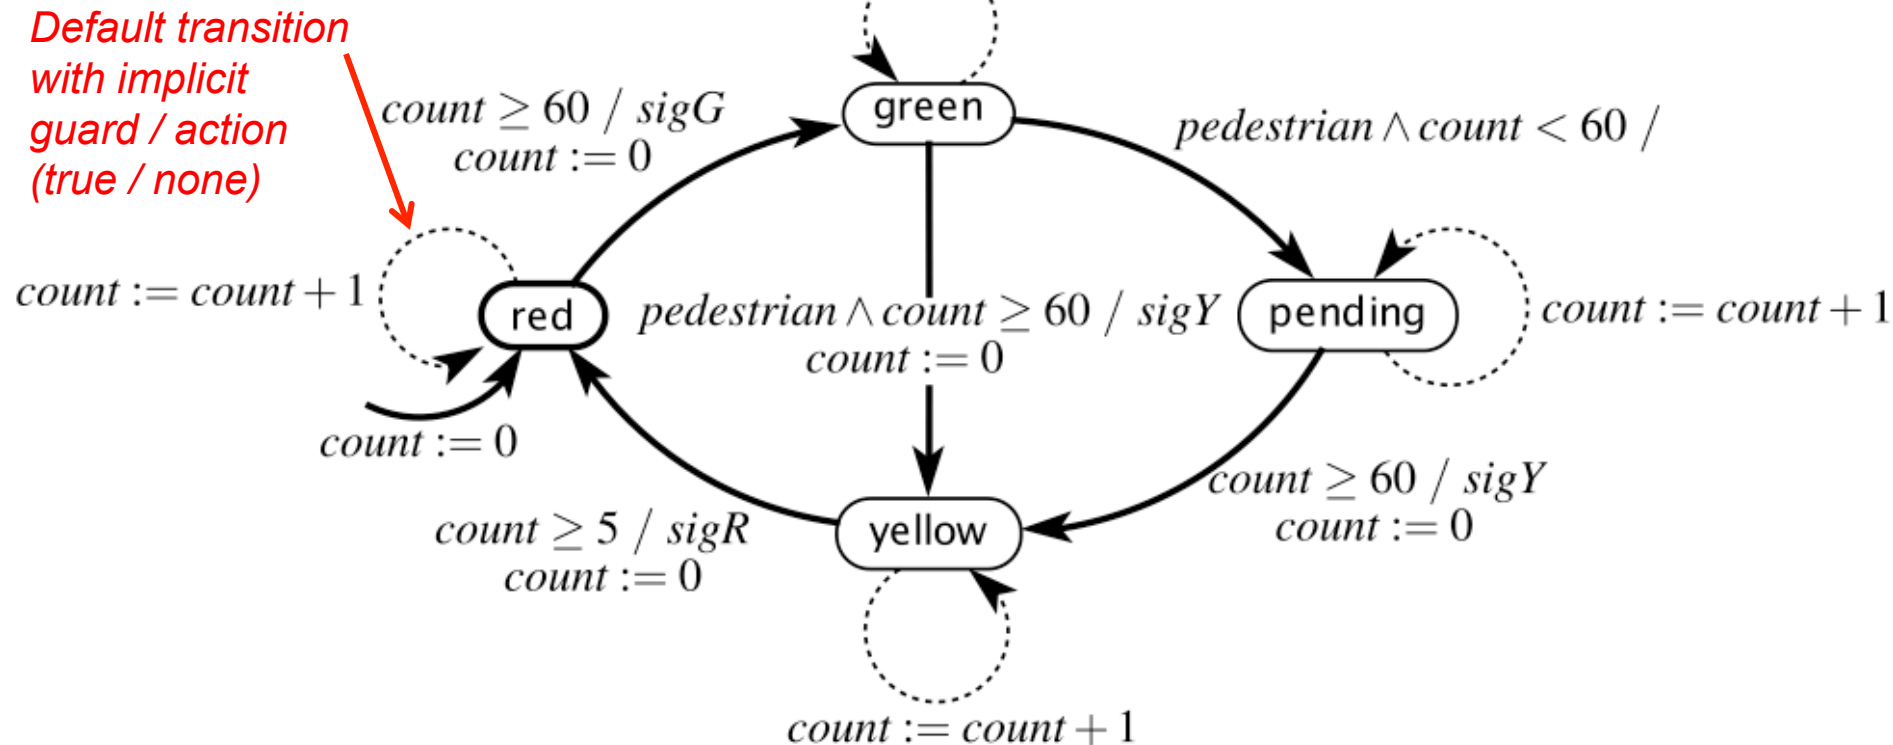 Default transition
with implicit
guard / action
(true / none)
count ≥ 60 / sigG
count := 0
green
pedestrian ∧ count < 60 /
count := count + 1
red
pedestrian ∧ count ≥ 60 / sigY
count := 0
pending
count := count + 1
count := 0
count ≥ 5 / sigR
count := 0
yellow
count ≥ 60 / sigY
count := 0
count := count + 1